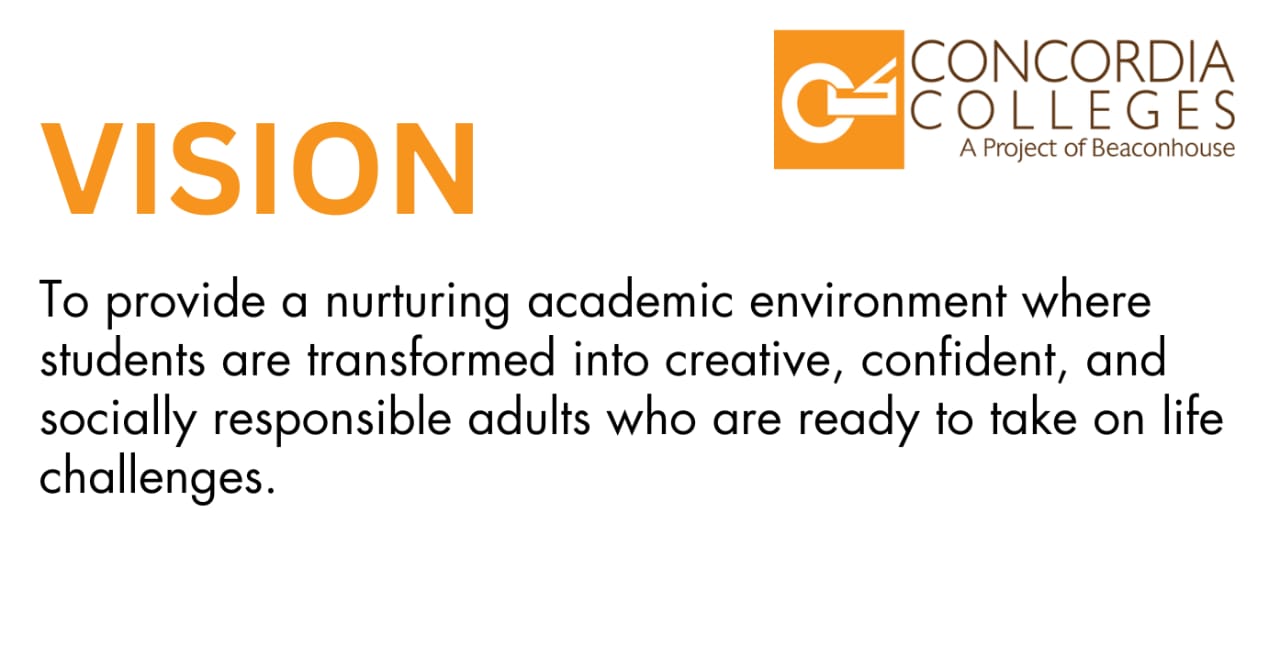 CONCORDIA
COLLEGES
A Project of Beaconhouse
VISION
To provide a nurturing academic environment where
students are transformed into creative, confident, and
socially responsible adults who are ready to take on life
challenges.